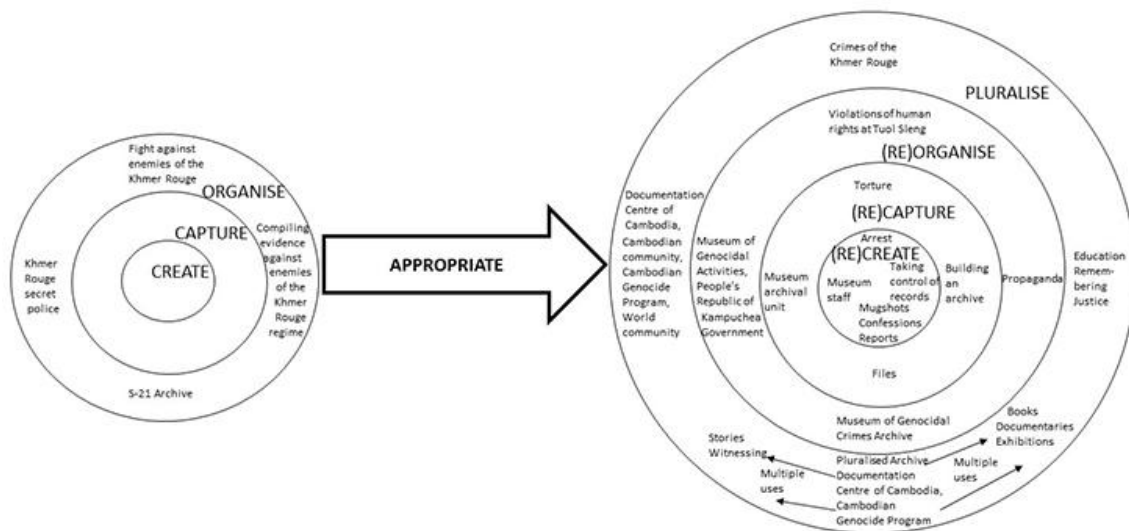 Fight against
enemies of the
Khmer Rouge
ORGANISE
CAPTURE
CREATE
Khmer
Rouge
secret
police
Compiling
evidence
against
enemies
of the
Khmer
Rouge
regime
S-21 Archive
APPROPRIATE
Crimes of the
Khmer Rouge
PLURALISE
Violations of human
rights at Tuol Sleng
(RE)ORGANISE
Torture
(RE)CAPTURE
Arrest
(RE)CREATE
Documentation
Centre of
Cambodia,
Cambodian
community,
Cambodian
Genocide
Program,
World
community
Museum of
Genocidal
Activities,
People's
Republic of
Kampuchea
Government
Museum
archival
unit
Museum
staff
Taking
control of
records
Mugshots
Confessions
Reports
Building
an
archive
Propaganda
Education
Remem-
bering
Justice
Files
Museum of Genocidal
Crimes Archive
Stories
Witnessing
Books
Documentaries
Exhibitions
Multiple
uses
Pluralised Archive
Documentation
Centre of Cambodia,
Cambodian
Genocide Program
Multiple
uses